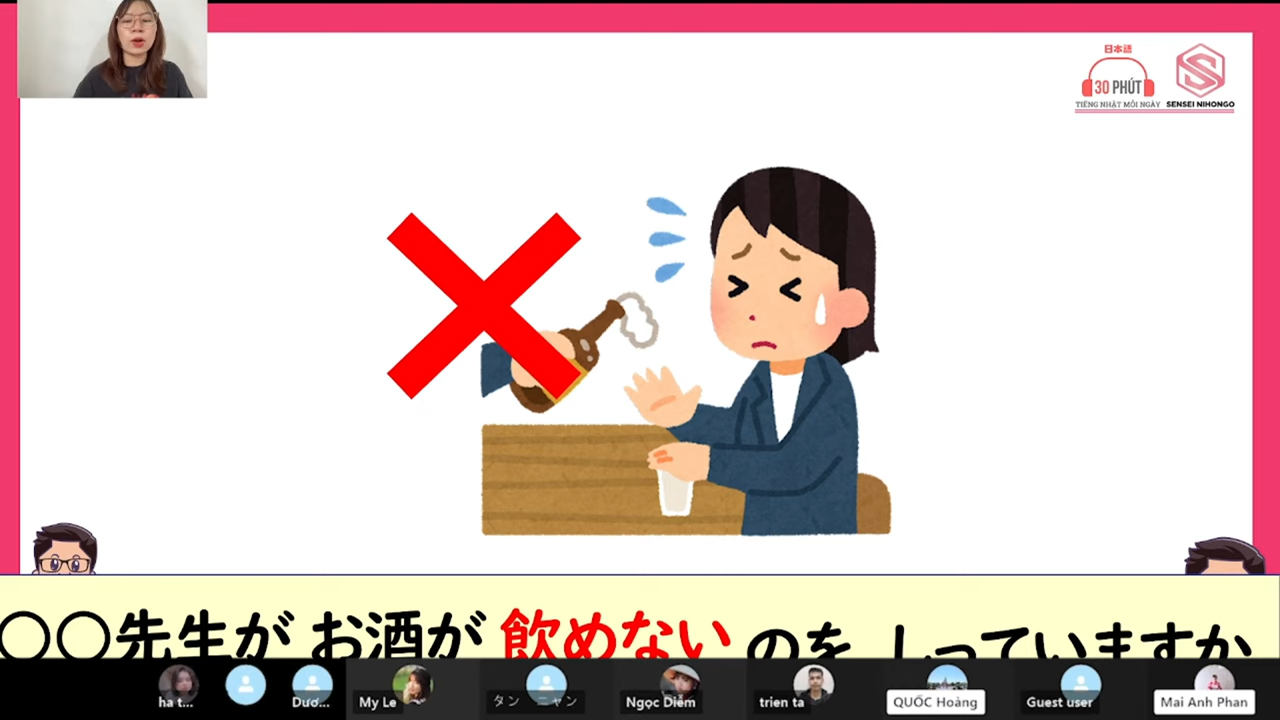 日本語
30 PHÚT
TIẾNG NHẬT MỖI NGÀY
SENSEI NIHONGO
〇〇先生が お酒が 飲めない のを しっていますか
ha t...
Dươ...
My Le
タン ニャン
Ngọc Diễm
trien ta
QUỐC Hoàng
Guest user
Mai Anh Phan